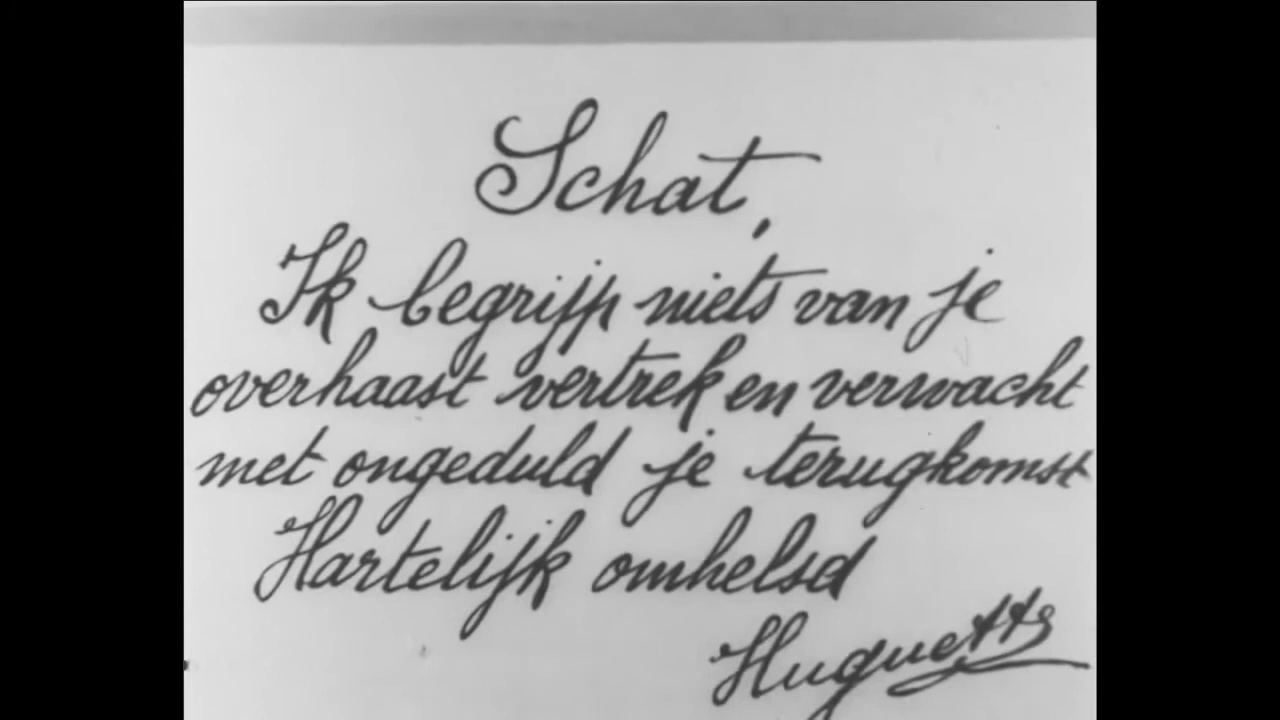 Schat,
Ik begrijp niets van je
overhaast vertrek en verwacht
met ongeduld je terugkomst
Hartelijk omhelsd
Huguette